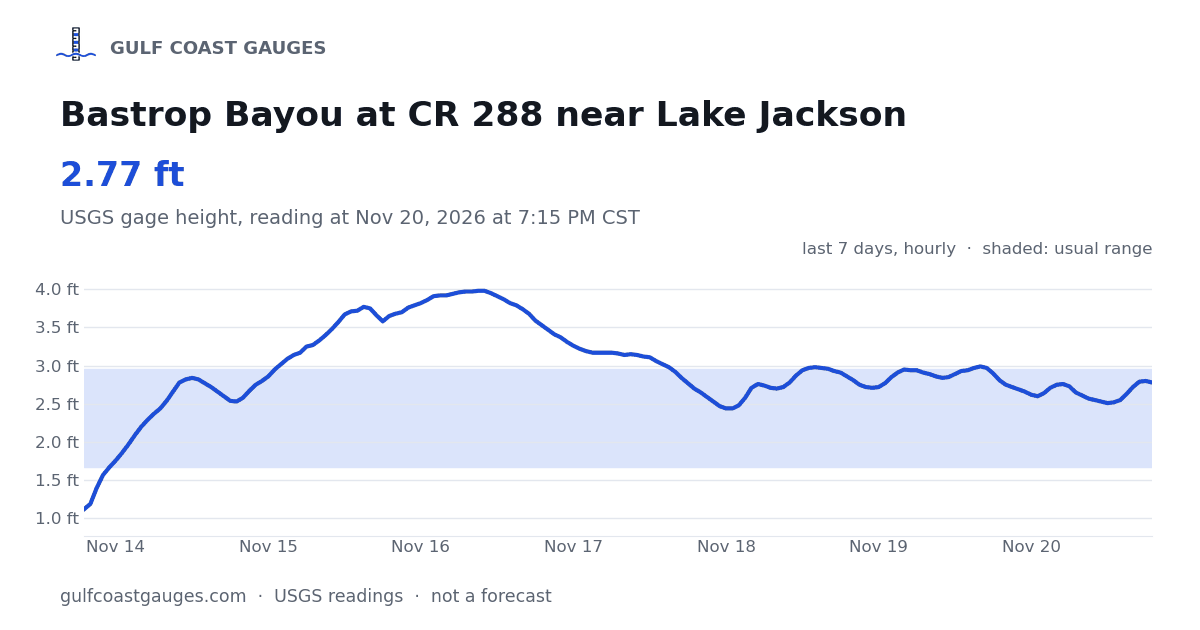 GULF COAST GAUGES
Bastrop Bayou at CR 288 near Lake Jackson
2.77 ft
USGS gage height, reading at Nov 20, 2026 at 7:15 PM CST
last 7 days, hourly · shaded: usual range
4.0 ft
3.5 ft
3.0 ft
2.5 ft
2.0 ft
1.5 ft
1.0 ft
Nov 14 Nov 15 Nov 16 Nov 17 Nov 18 Nov 19 Nov 20
gulfcoastgauges.com · USGS readings · not a forecast